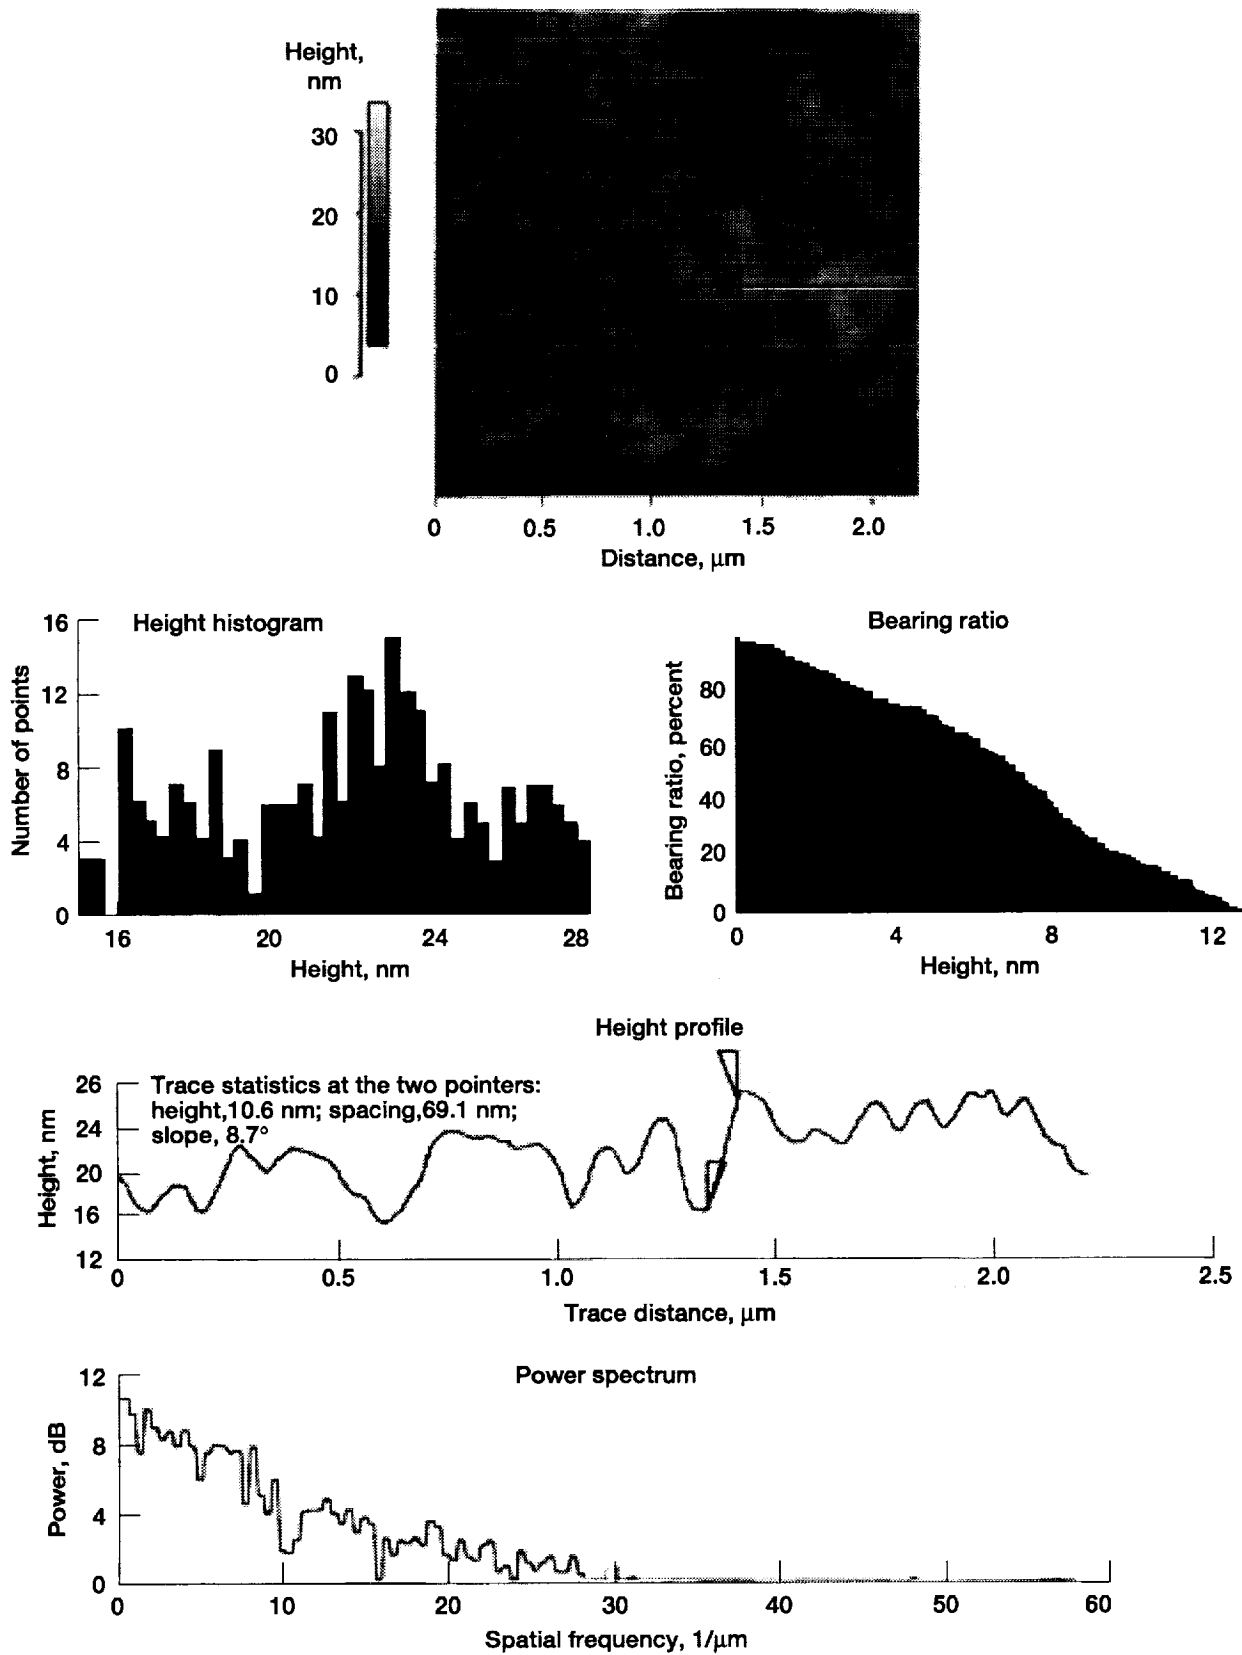 Height,
nm
30
20
10
0
0 0.5 1.0 1.5 2.0
Distance, μm
Height histogram
Number of points
16
12
8
4
0
16 20 24 28
Height, nm
Bearing ratio
Bearing ratio, percent
80
60
40
20
0
0 4 8 12
Height, nm
Height profile
Trace statistics at the two pointers:
height,10.6 nm; spacing,69.1 nm;
slope, 8.7°
Height, nm
26
24
20
16
12
0 0.5 1.0 1.5 2.0 2.5
Trace distance, μm
Power spectrum
Power, dB
12
8
4
0
0 10 20 30 40 50 60
Spatial frequency, 1/μm